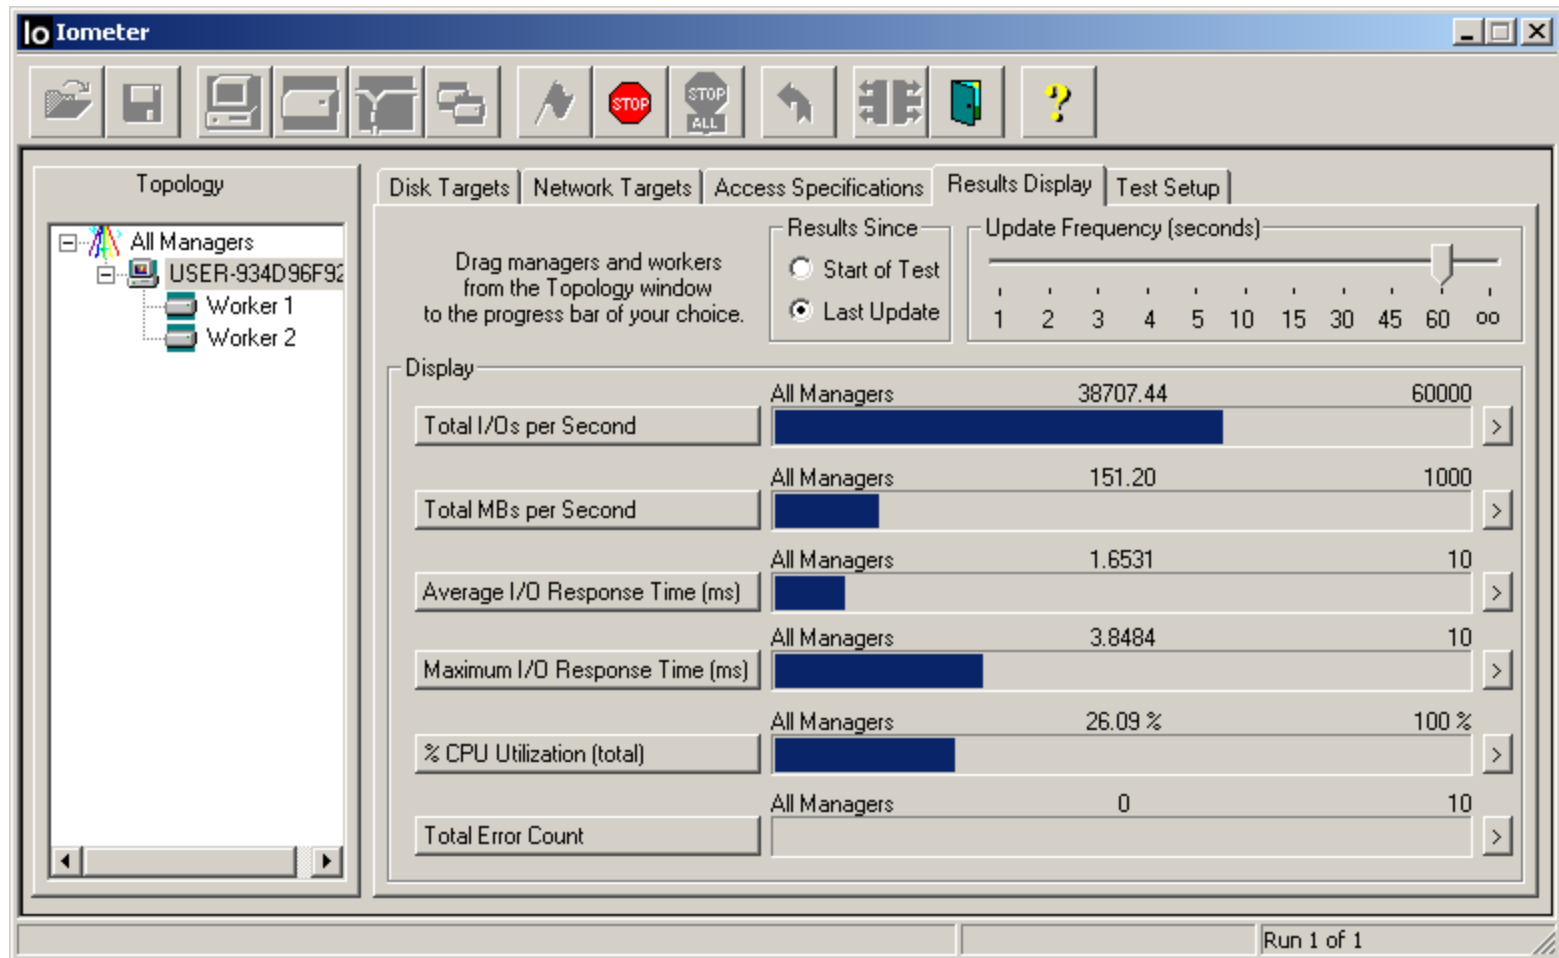 Io Iometer
STOP
STOP
ALL
?
Topology
All Managers
USER-934D96F92
Worker 1
Worker 2
Disk Targets
Network Targets
Access Specifications
Results Display
Test Setup
Drag managers and workers
from the Topology window
to the progress bar of your choice.
Results Since
Start of Test
Last Update
Update Frequency (seconds)
1 2 3 4 5 10 15 30 45 60 oo
Display
All Managers 38707.44 60000
Total I/Os per Second >
All Managers 151.20 1000
Total MBs per Second >
All Managers 1.6531 10
Average I/O Response Time (ms) >
All Managers 3.8484 10
Maximum I/O Response Time (ms) >
All Managers 26.09 % 100 %
% CPU Utilization (total) >
All Managers 0 10
Total Error Count >
Run 1 of 1